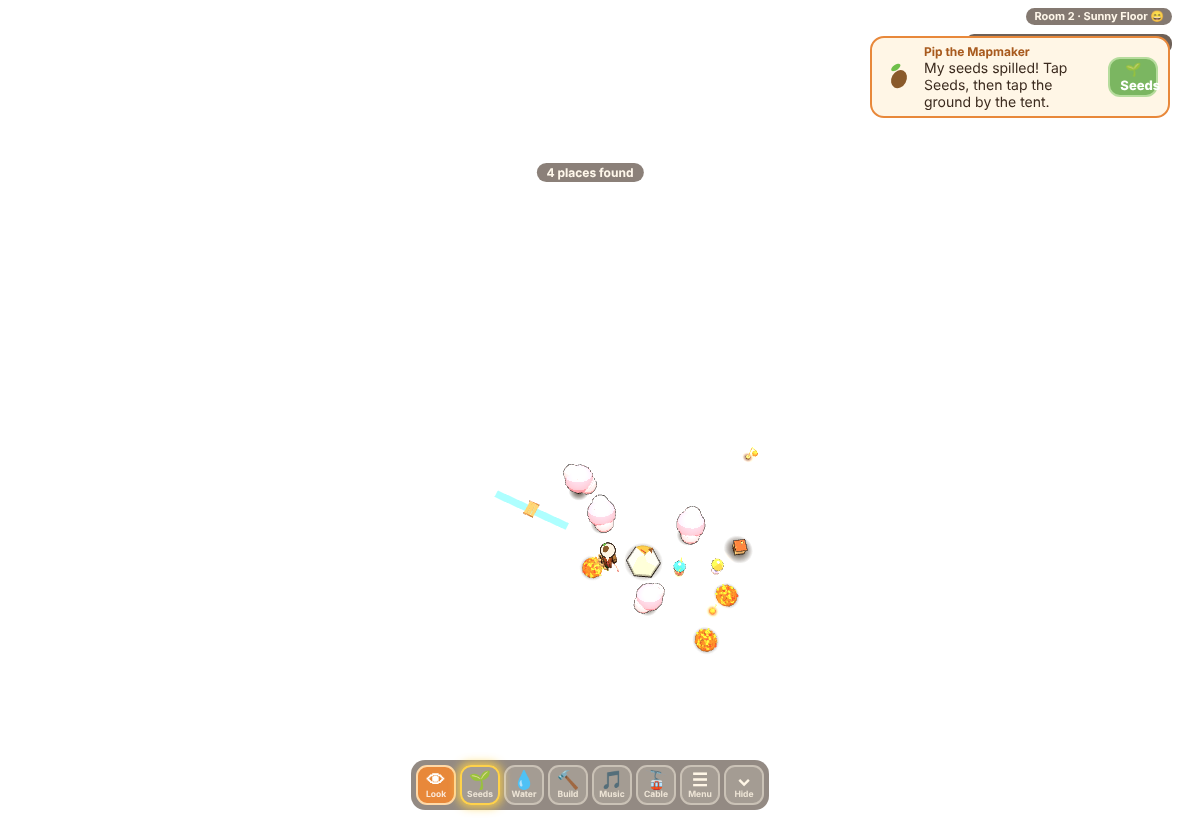 Room 2 · Sunny Floor 😀
Pip the Mapmaker
My seeds spilled! Tap
Seeds, then tap the
ground by the tent.
🌱
Seeds
4 places found
Look
Seeds
Water
Build
Music
Cable
Menu
Hide